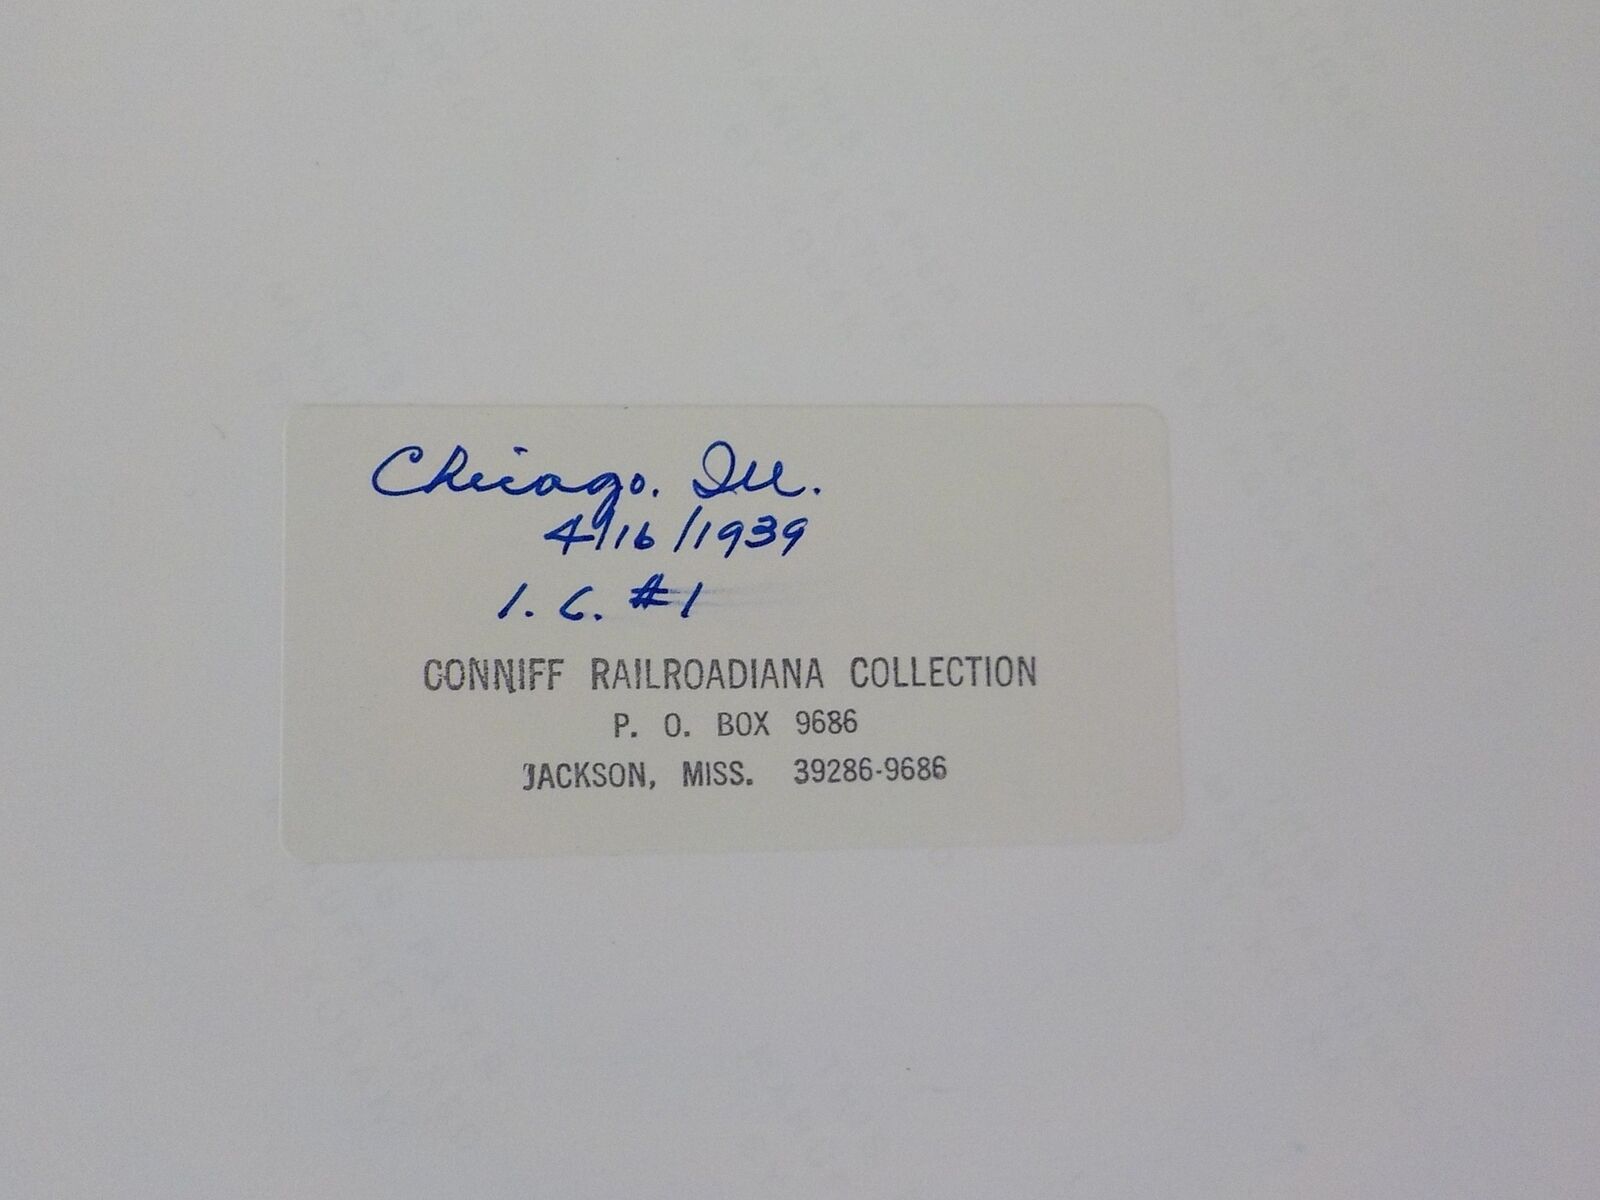 Chicago. Ill.
4/16/1939
I. C. #1
CONNIFF RAILROADIANA COLLECTION
P. O. BOX 9686
JACKSON, MISS. 39286-9686